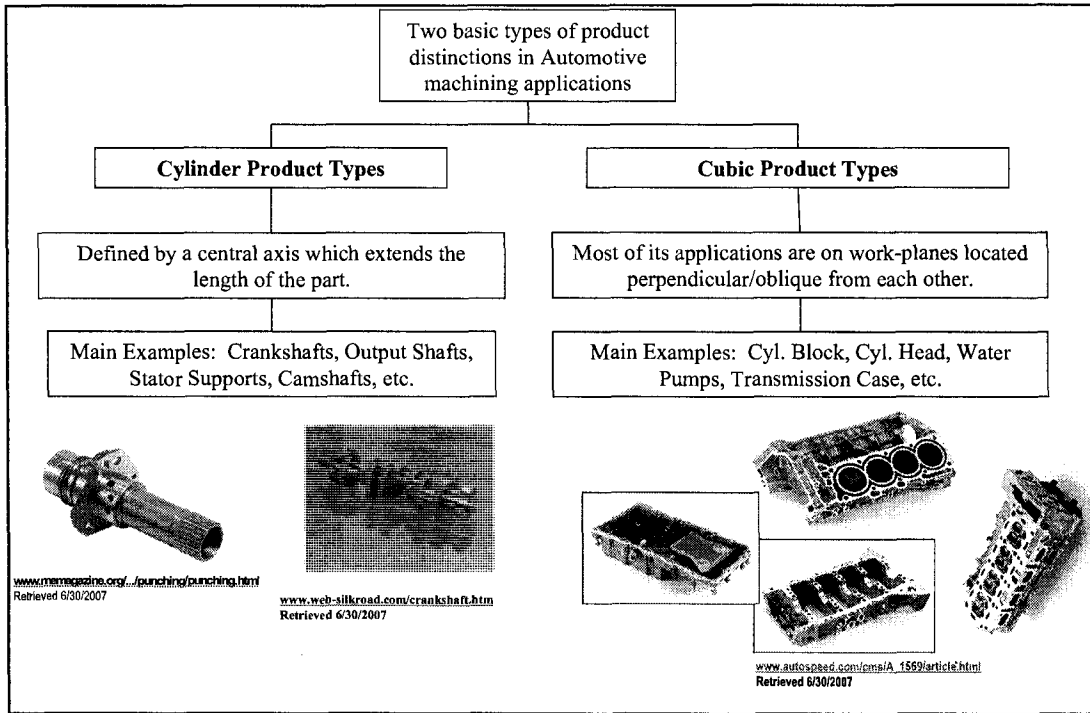 Two basic types of product
distinctions in Automotive
machining applications
Cylinder Product Types
Cubic Product Types
Defined by a central axis which extends the
length of the part.
Most of its applications are on work-planes located
perpendicular/oblique from each other.
Main Examples: Crankshafts, Output Shafts,
Stator Supports, Camshafts, etc.
Main Examples: Cyl. Block, Cyl. Head, Water
Pumps, Transmission Case, etc.
www.memagazine.org/.../punching/punching.html
Retrieved 6/30/2007
www.web-silkroad.com/crankshaft.htm
Retrieved 6/30/2007
www.autospeed.com/cms/A_1569/article.html
Retrieved 6/30/2007